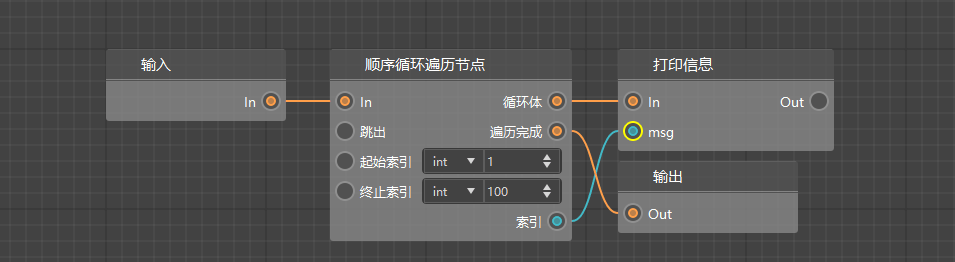 输入
In
顺序循环遍历节点
In
循环体
跳出
遍历完成
起始索引
int
1
终止索引
int
100
索引
打印信息
In
Out
msg
输出
Out